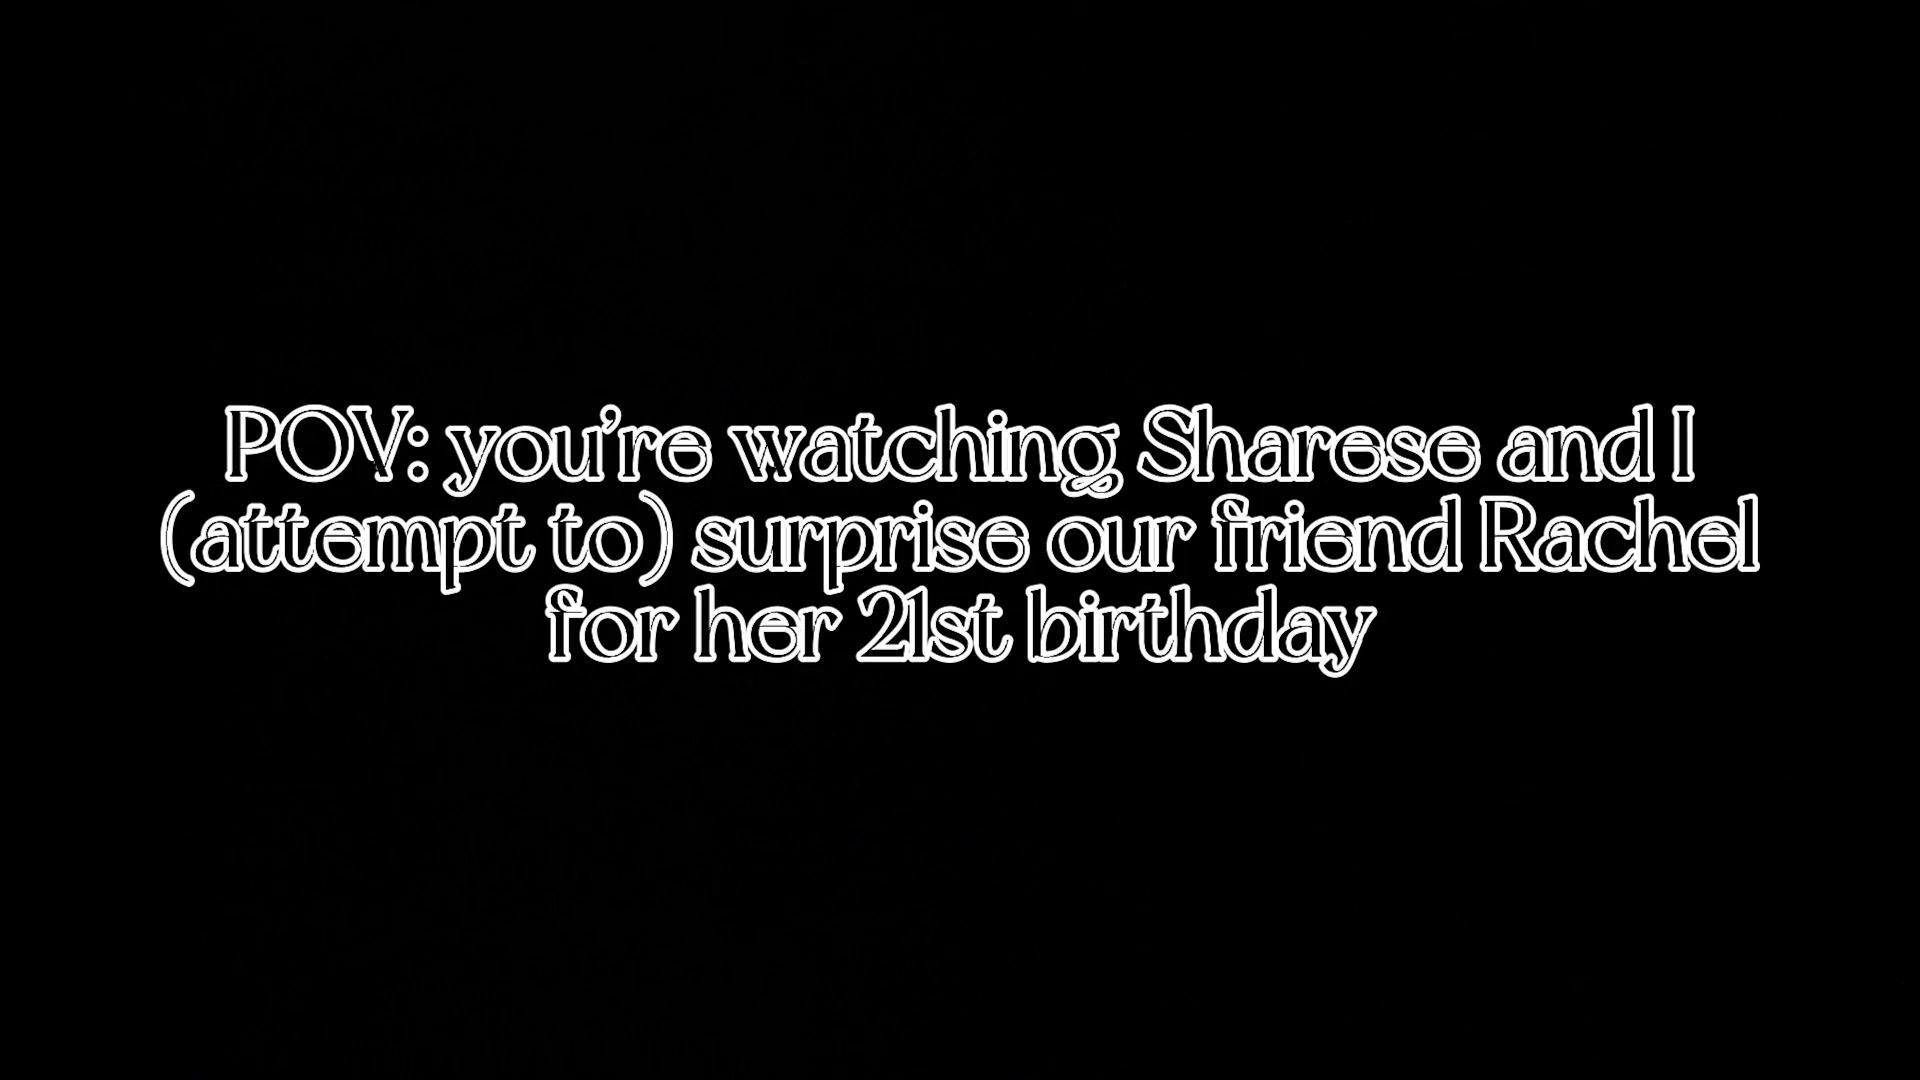 POV: you're watching Sharese and I
(attempt to) surprise our friend Rachel
for her 21st birthday